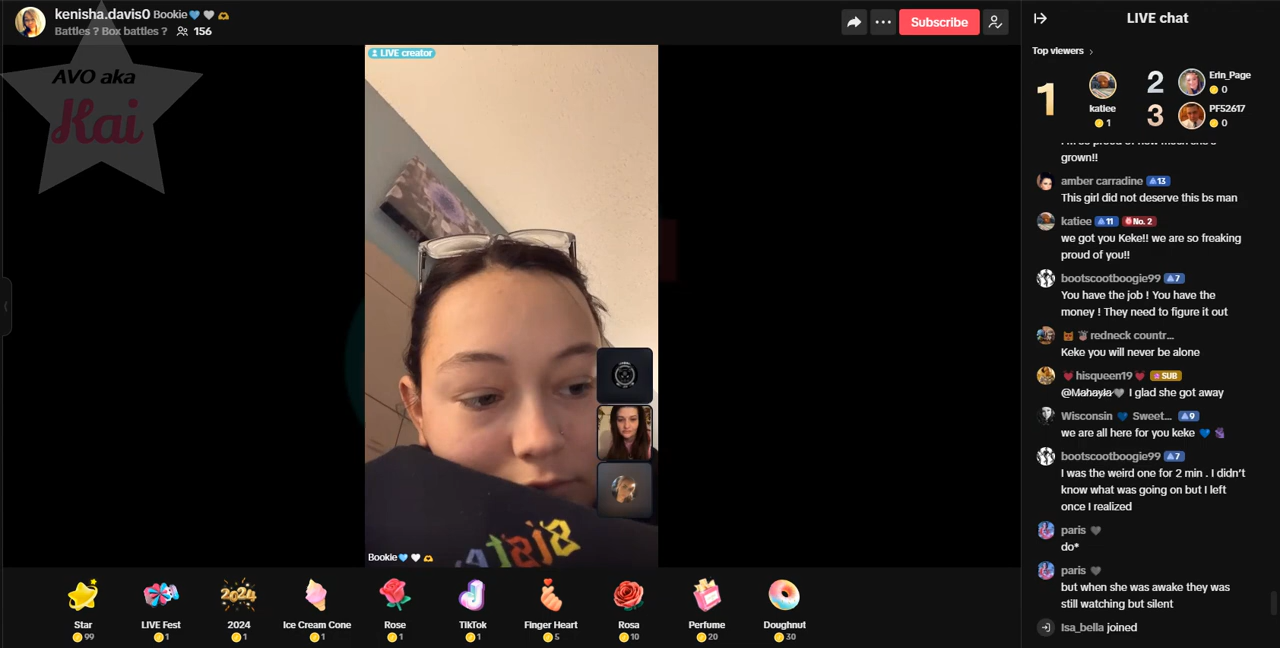 kenisha.davis0 Bookie💙🤍🫶
Battles ? Box battles ? 156
Subscribe
LIVE chat
AVO aka
Kai
LIVE creator
Top viewers
1
katiee
1
2
Erin_Page
0
3
PF52617
0
grown!!
amber carradine 13
This girl did not deserve this bs man
katiee 11 No. 2
we got you Keke!! we are so freaking
proud of you!!
bootscootboogie99 7
You have the job ! You have the
money ! They need to figure it out
redneck countr...
Keke you will never be alone
hisqueen19 SUB
@Mahayla🩶 I glad she got away
Wisconsin 💙 Sweet... 9
we are all here for you keke 💙
bootscootboogie99 7
I was the weird one for 2 min . I didn't
know what was going on but I left
once I realized
paris 🖤
do*
paris 🖤
but when she was awake they were
still watching but silent
Isa_bella joined
Bookie💙🤍🫶
Star
99
LIVE Fest
1
2024
2024
1
Ice Cream Cone
1
Rose
1
TikTok
1
Finger Heart
5
Rosa
10
Perfume
20
Doughnut
30